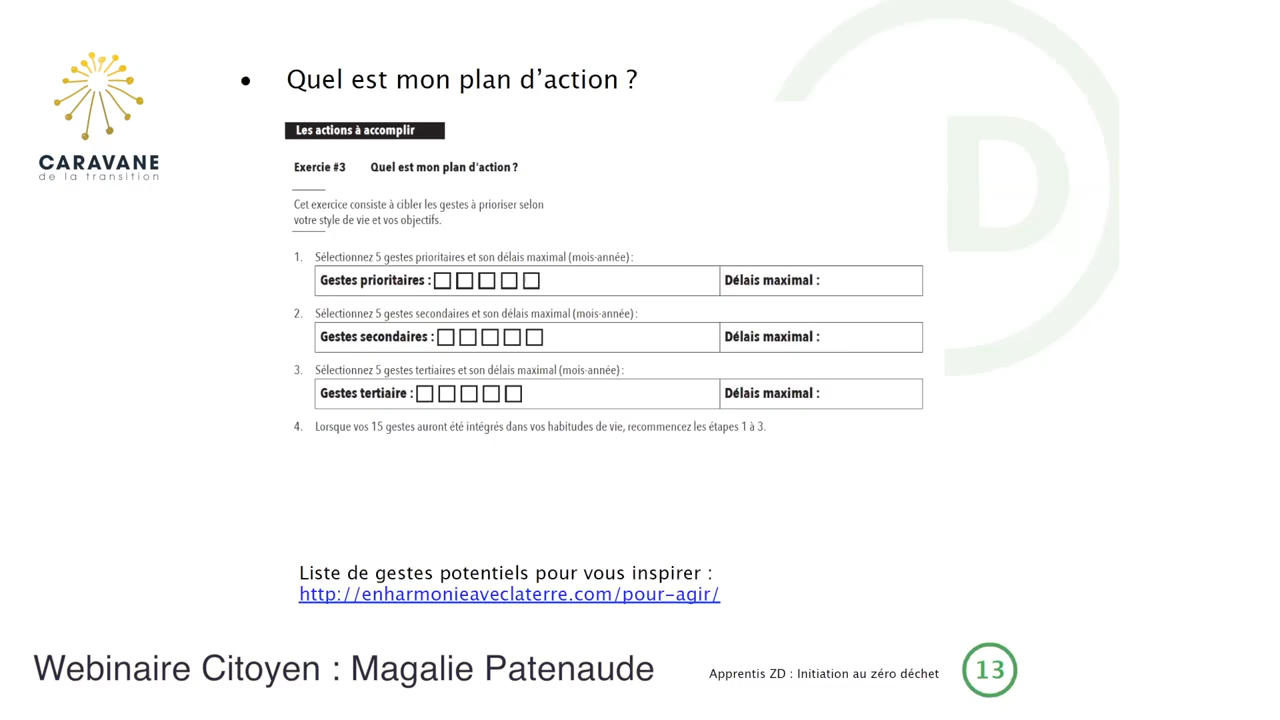 CARAVANE
de la transition
• Quel est mon plan d’action ?
Les actions à accomplir
Exercie #3 Quel est mon plan d'action ?
Cet exercice consiste à cibler les gestes à prioriser selon
votre style de vie et vos objectifs.
1. Sélectionnez 5 gestes prioritaires et son délais maximal (mois-année) :
Gestes prioritaires : Délais maximal :
2. Sélectionnez 5 gestes secondaires et son délais maximal (mois-année) :
Gestes secondaires : Délais maximal :
3. Sélectionnez 5 gestes tertiaires et son délais maximal (mois-année) :
Gestes tertiaire : Délais maximal :
4. Lorsque vos 15 gestes auront été intégrés dans vos habitudes de vie, recommencez les étapes 1 à 3.
Liste de gestes potentiels pour vous inspirer :
http://enharmonieaveclaterre.com/pour-agir/
Webinaire Citoyen : Magalie Patenaude
Apprentis ZD : Initiation au zéro déchet
13
D